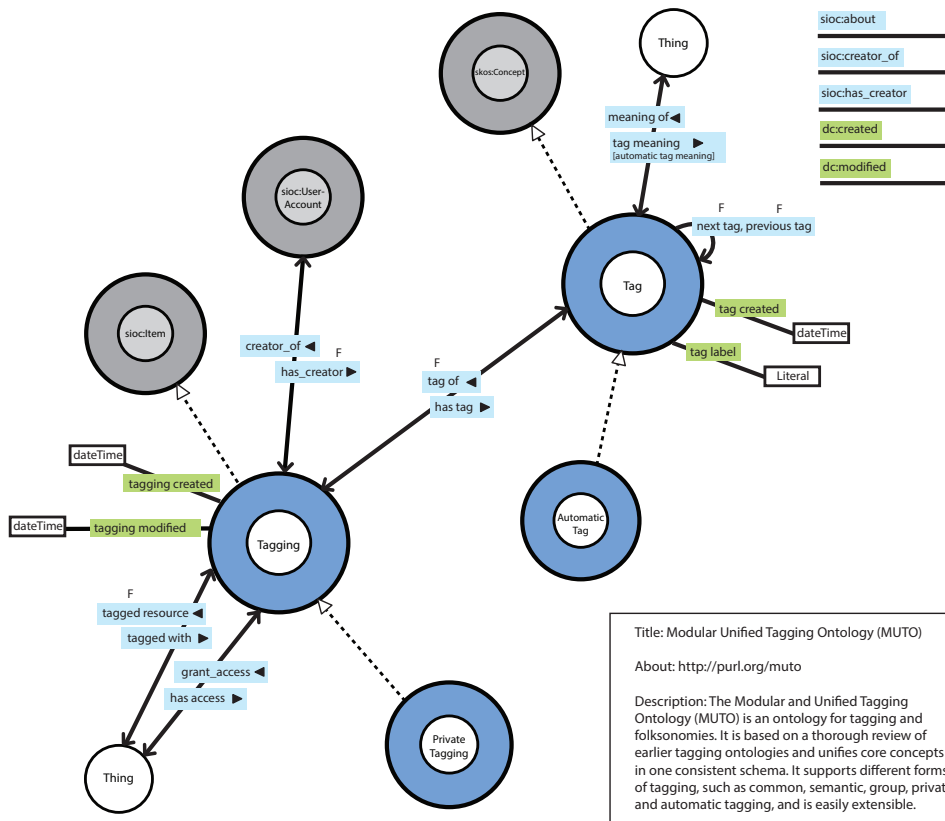 sioc:about
Thing
skos:Concept
sioc:creator_of
sioc:has_creator
meaning of
tag meaning
[automatic tag meaning]
dc:created
dc:modified
sioc:User-
Account
F F
next tag, previous tag
Tag
tag created
dateTime
sioc:Item
creator_of
F
has_creator
tag label
Literal
F
tag of
has tag
dateTime
tagging created
dateTime
tagging modified
Tagging
Automatic
Tag
F
tagged resource
tagged with
grant_access
has access
Private
Tagging
Thing
Title: Modular Unified Tagging Ontology (MUTO)
About: http://purl.org/muto
Description: The Modular and Unified Tagging
Ontology (MUTO) is an ontology for tagging and
folksonomies. It is based on a thorough review of
earlier tagging ontologies and unifies core concepts
in one consistent schema. It supports different forms
of tagging, such as common, semantic, group, privat
and automatic tagging, and is easily extensible.